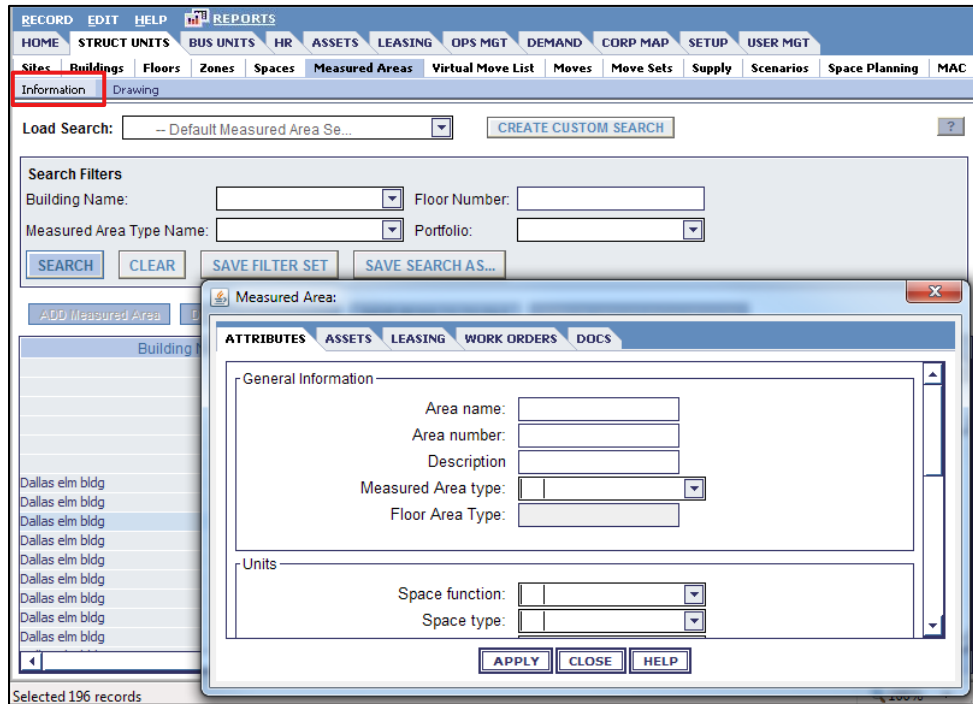 RECORD EDIT HELP REPORTS
HOME STRUCT UNITS BUS UNITS HR ASSETS LEASING OPS MGT DEMAND CORP MAP SETUP USER MGT
Sites Buildings Floors Zones Spaces Measured Areas Virtual Move List Moves Move Sets Supply Scenarios Space Planning MAC
Information Drawing
Load Search: -- Default Measured Area Se... CREATE CUSTOM SEARCH ?
Search Filters
Building Name: Floor Number:
Measured Area Type Name: Portfolio:
SEARCH CLEAR SAVE FILTER SET SAVE SEARCH AS...
Measured Area: X
ADD Measured Area
ATTRIBUTES ASSETS LEASING WORK ORDERS DOCS
Building
General Information
Area name:
Area number:
Description
Measured Area type:
Floor Area Type:
Units
Space function:
Space type:
Dallas elm bldg
Dallas elm bldg
Dallas elm bldg
Dallas elm bldg
Dallas elm bldg
Dallas elm bldg
Dallas elm bldg
Dallas elm bldg
Dallas elm bldg
APPLY CLOSE HELP
Selected 196 records